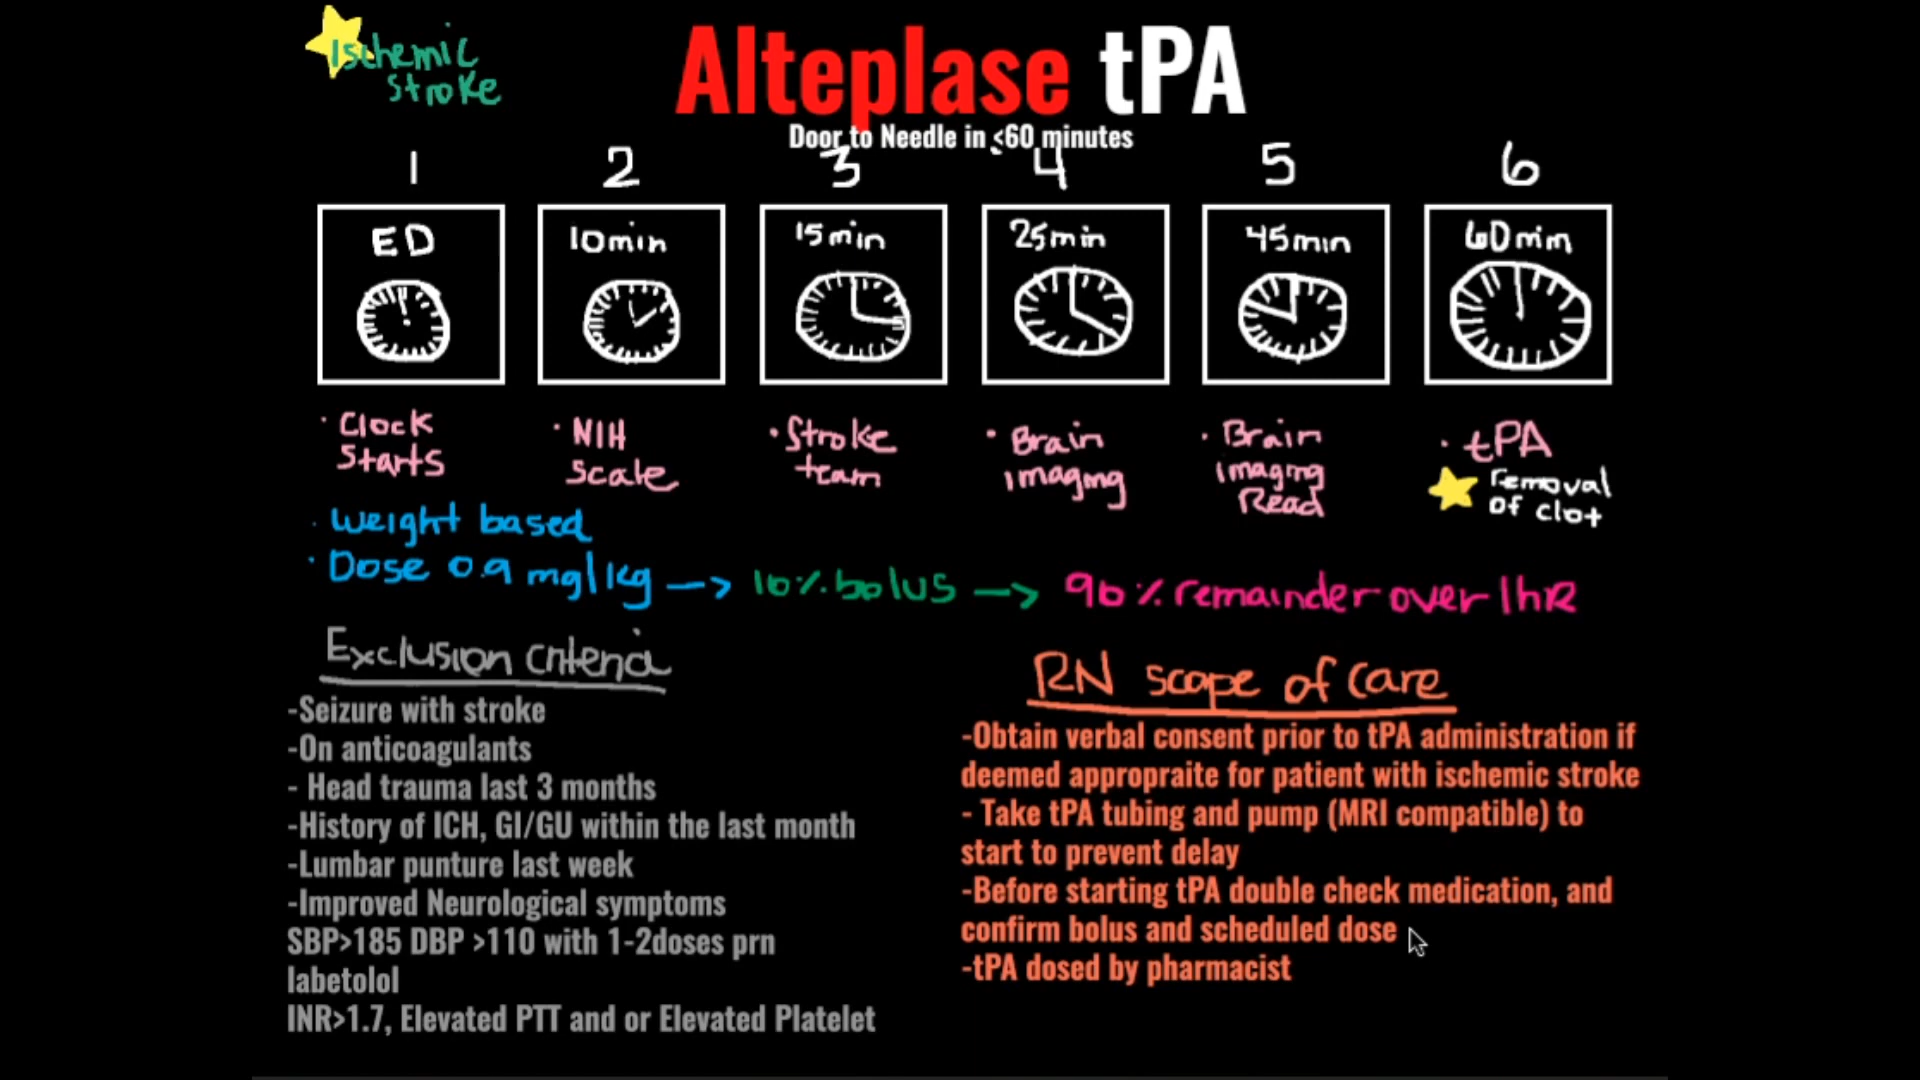 Ischemic
stroke
Alteplase tPA
Door to Needle in <60 minutes
1 2 3 4 5 6
ED 10min 15min 25min 45min 60min
· Clock
Starts
· NIH
Scale
· Stroke
team
· Brain
imaging
· Brain
imaging
Read
· tPA
removal
of clot
· Weight based
· Dose 0.9 mg/kg → 10% bolus → 90% remainder over 1hR
Exclusion criteria
-Seizure with stroke
-On anticoagulants
- Head trauma last 3 months
-History of ICH, GI/GU within the last month
-Lumbar punture last week
-Improved Neurological symptoms
SBP>185 DBP >110 with 1-2doses prn
labetolol
INR>1.7, Elevated PTT and or Elevated Platelet
RN scope of care
-Obtain verbal consent prior to tPA administration if
deemed appropraite for patient with ischemic stroke
- Take tPA tubing and pump (MRI compatible) to
start to prevent delay
-Before starting tPA double check medication, and
confirm bolus and scheduled dose
-tPA dosed by pharmacist